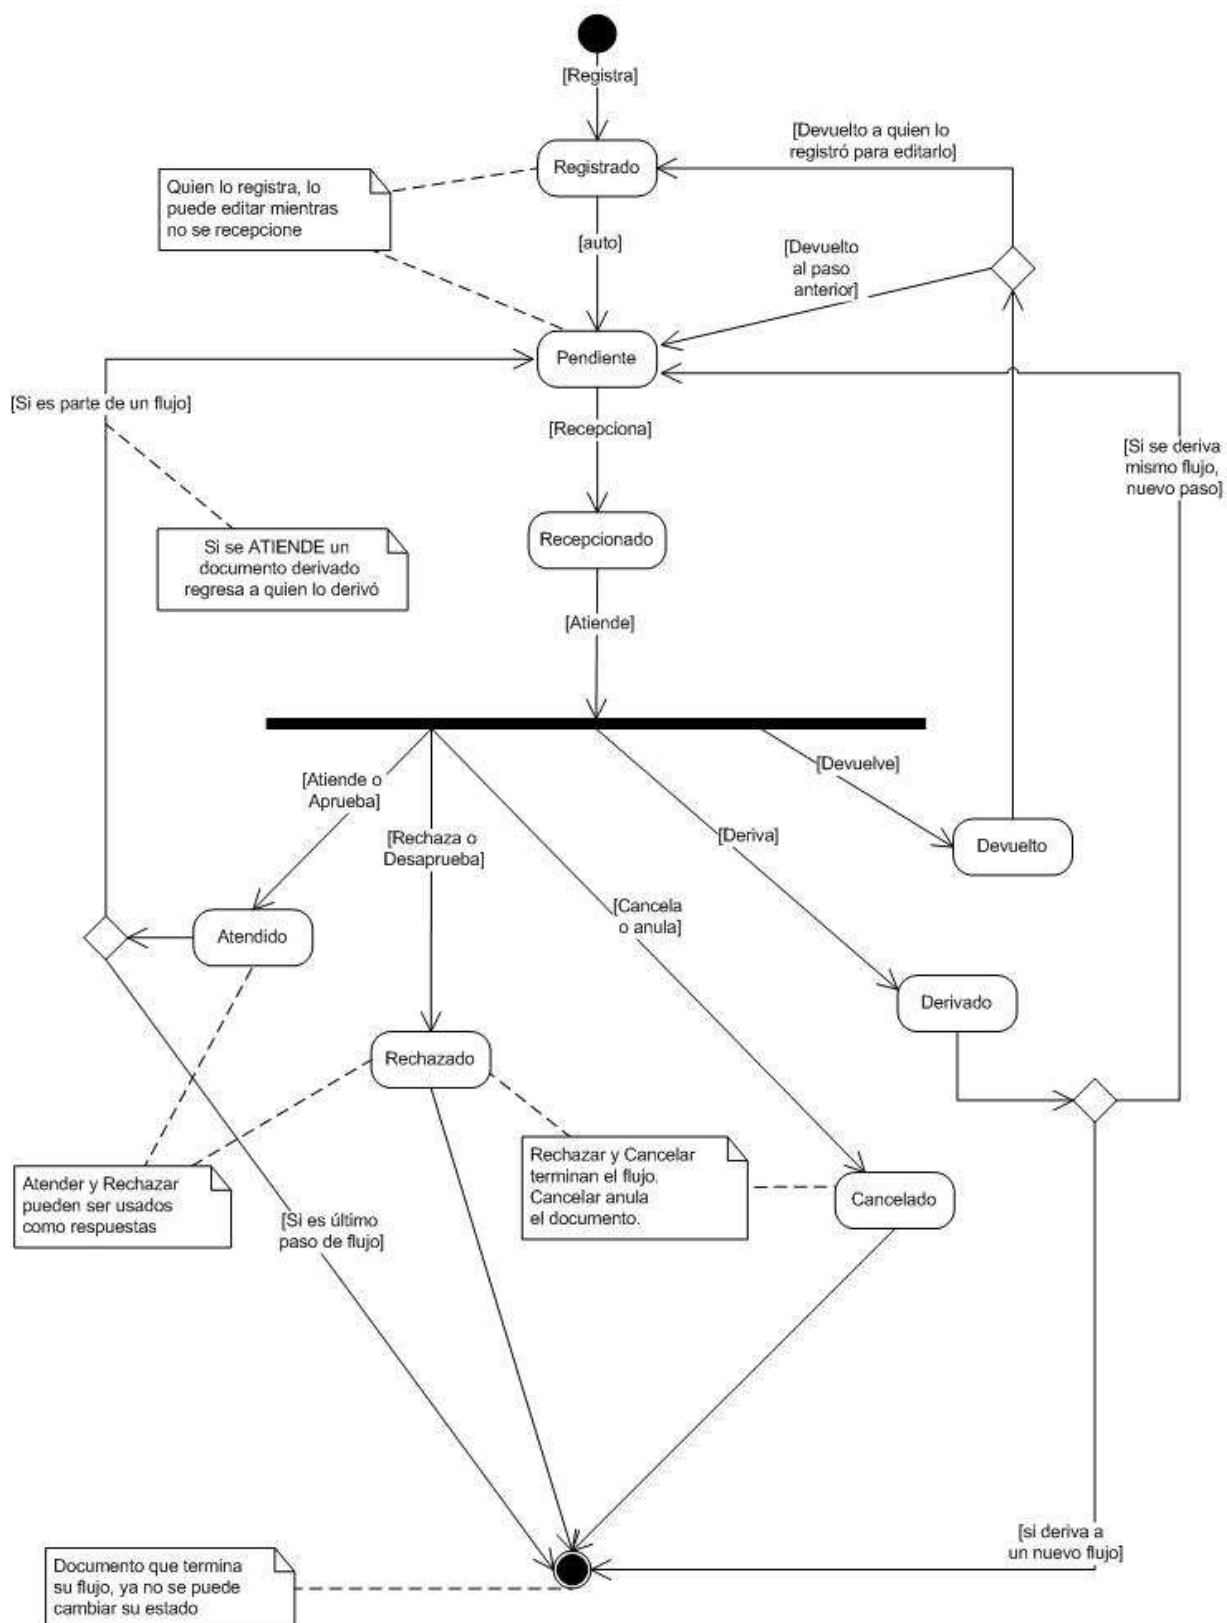 [Registra]
[Devuelto a quien lo
registró para editarlo]
Registrado
Quien lo registra, lo
puede editar mientras
no se recepcione
[auto]
[Devuelto
al paso
anterior]
Pendiente
[Si es parte de un flujo]
[Recepciona]
[Si se deriva
mismo flujo,
nuevo paso]
Recepcionado
Si se ATIENDE un
documento derivado
regresa a quien lo derivó
[Atiende]
[Atiende o
Aprueba]
[Devuelve]
[Rechaza o
Desaprueba]
[Deriva]
Devuelto
[Cancela
o anula]
Atendido
Derivado
Rechazado
Rechazar y Cancelar
terminan el flujo.
Cancelar anula
el documento.
Atender y Rechazar
pueden ser usados
como respuestas
Cancelado
[Si es último
paso de flujo]
[si deriva a
un nuevo flujo]
Documento que termina
su flujo, ya no se puede
cambiar su estado